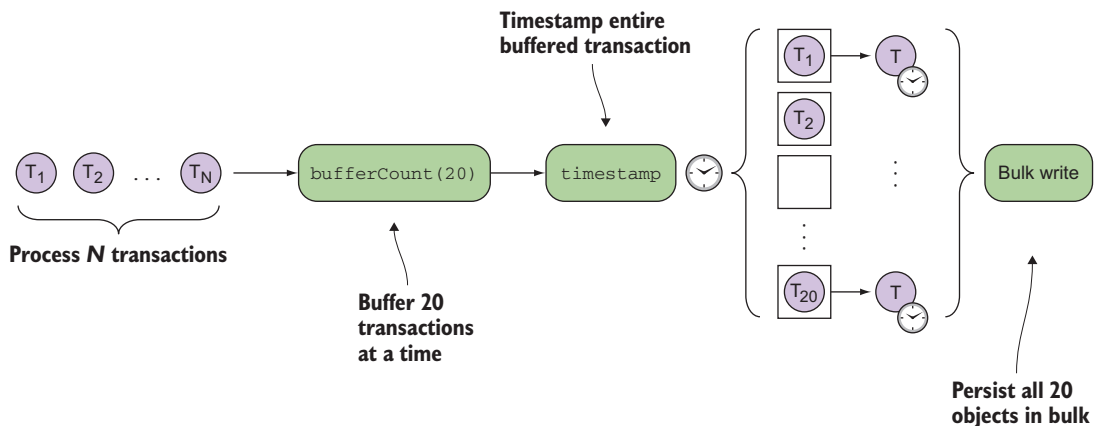 Timestamp entire
buffered transaction
T1
T
T2
T1
T2
. . .
TN
bufferCount(20)
timestamp
Bulk write
Process N transactions
T20
T
Buffer 20
transactions
at a time
Persist all 20
objects in bulk